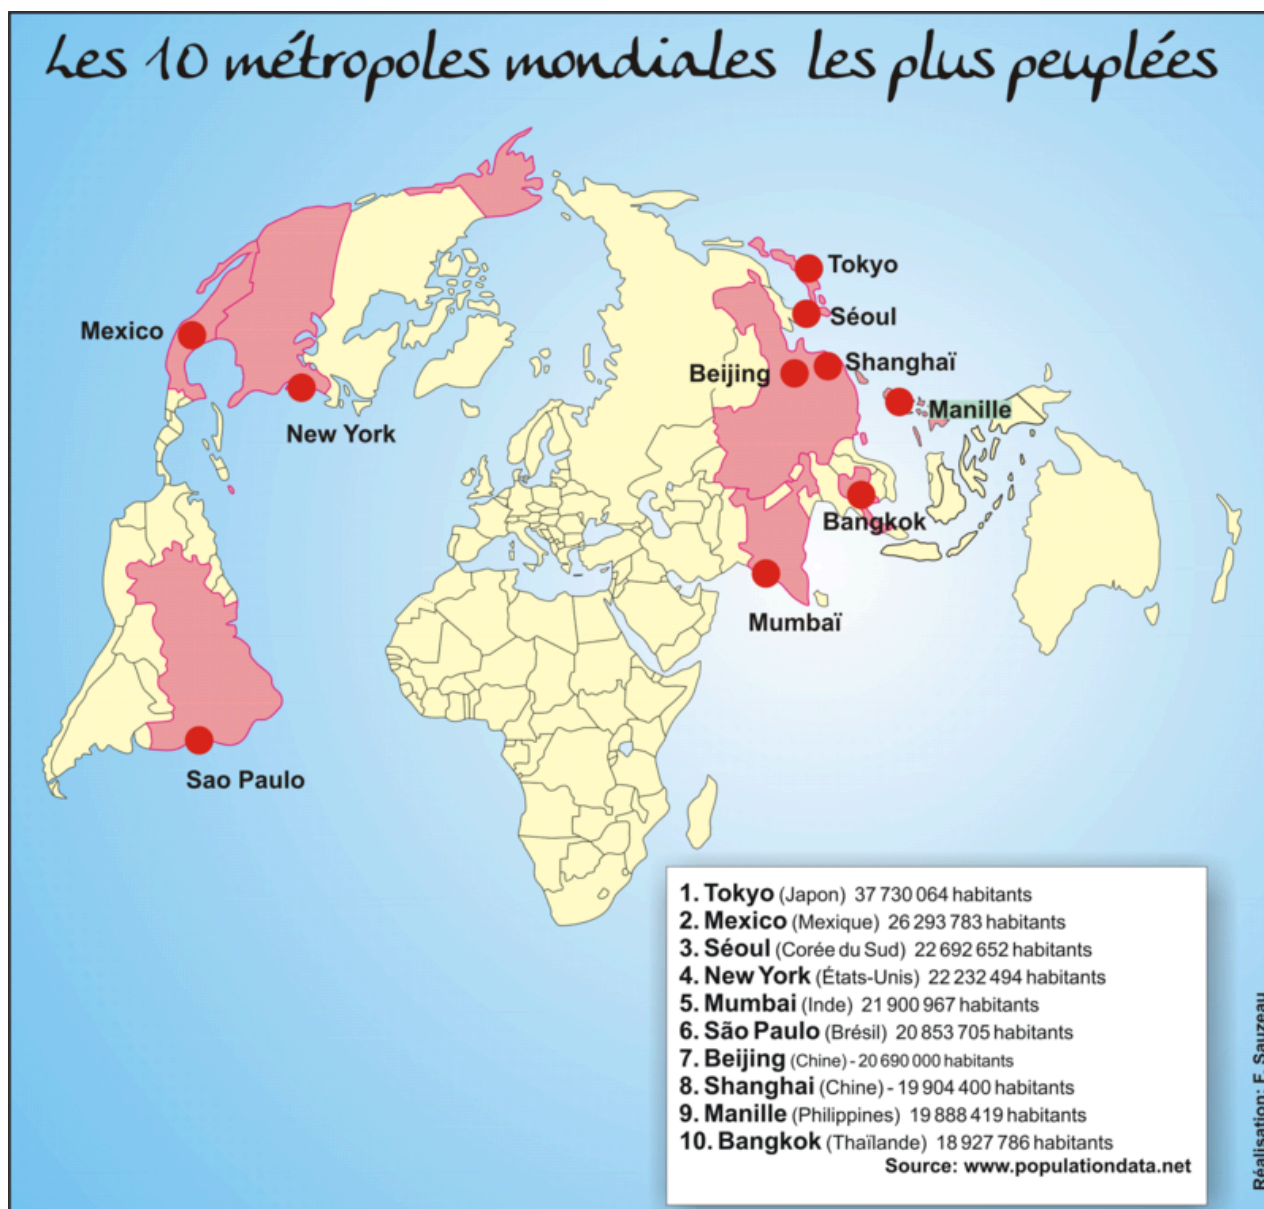 Les 10 métropoles mondiales les plus peuplées
Tokyo
Séoul
Mexico
Shanghaï
Beijing
Manille
New York
Bangkok
Mumbaï
Sao Paulo
1. Tokyo (Japon) 37 730 064 habitants
2. Mexico (Mexique) 26 293 783 habitants
3. Séoul (Corée du Sud) 22 692 652 habitants
4. New York (États-Unis) 22 232 494 habitants
5. Mumbai (Inde) 21 900 967 habitants
6. São Paulo (Brésil) 20 853 705 habitants
7. Beijing (Chine) - 20 690 000 habitants
8. Shanghai (Chine) - 19 904 400 habitants
9. Manille (Philippines) 19 888 419 habitants
10. Bangkok (Thaïlande) 18 927 786 habitants
Source: www.populationdata.net
Réalisation: F. Sauzeau